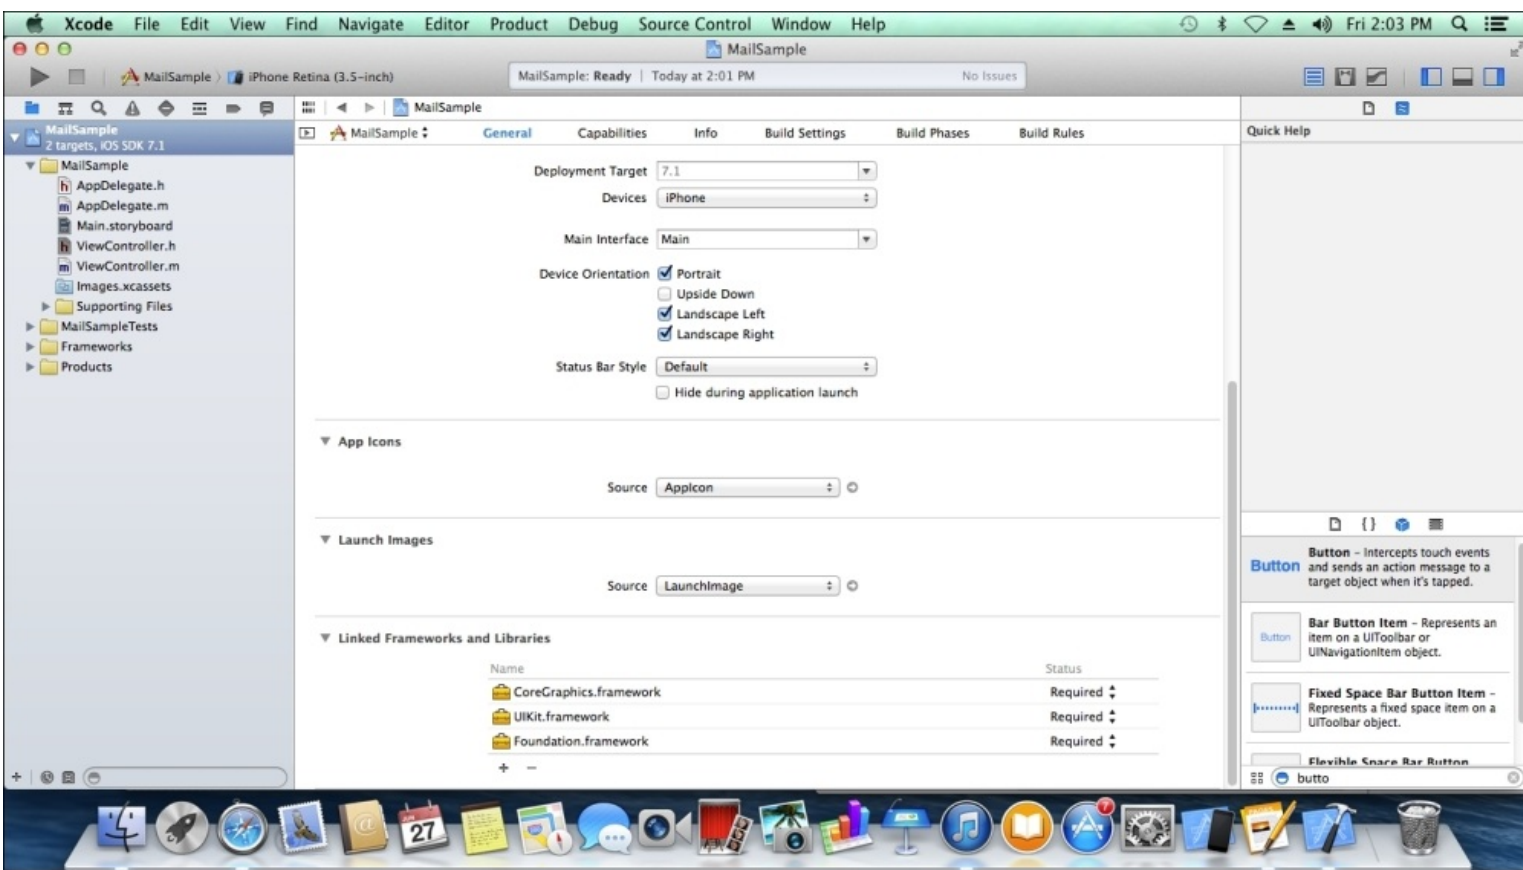 Xcode File Edit View Find Navigate Editor Product Debug Source Control Window Help Fri 2:03 PM
MailSample
MailSample iPhone Retina (3.5-inch) MailSample: Ready Today at 2:01 PM No Issues
MailSample
MailSample
2 targets, iOS SDK 7.1
MailSample
AppDelegate.h
AppDelegate.m
Main.storyboard
ViewController.h
ViewController.m
Images.xcassets
Supporting Files
MailSampleTests
Frameworks
Products
MailSample General Capabilities Info Build Settings Build Phases Build Rules
Deployment Target 7.1
Devices iPhone
Main Interface Main
Device Orientation Portrait
Upside Down
Landscape Left
Landscape Right
Status Bar Style Default
Hide during application launch
App Icons
Source AppIcon
Launch Images
Source LaunchImage
Linked Frameworks and Libraries
Name Status
CoreGraphics.framework Required
UIKit.framework Required
Foundation.framework Required
Quick Help
{}
Button Button – Intercepts touch events
and sends an action message to a
target object when it's tapped.
Button Bar Button Item – Represents an
item on a UIToolbar or
UINavigationItem object.
Fixed Space Bar Button Item –
Represents a fixed space item on a
UIToolbar object.
Flexible Space Bar Button
butto
27
7